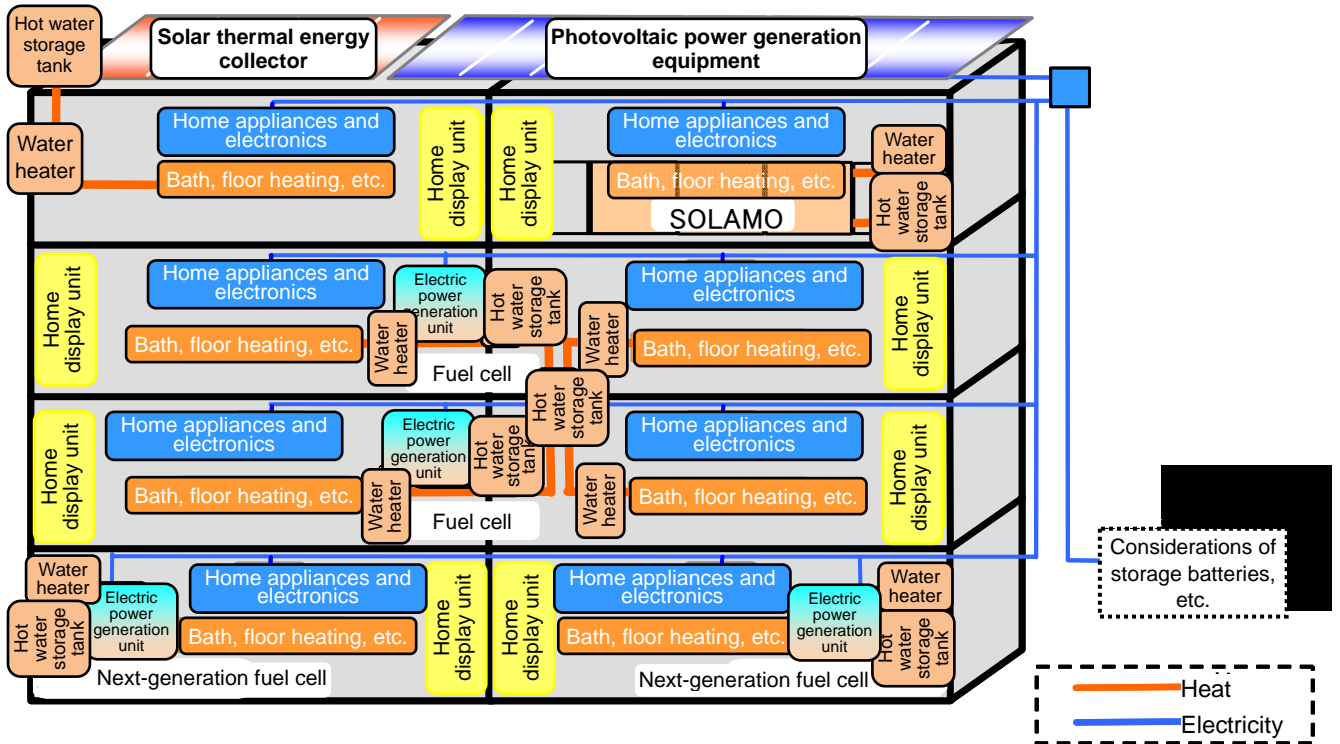 Hot water
storage
tank
Solar thermal energy
collector
Photovoltaic power generation
equipment
Water
heater
Home appliances and
electronics
Bath, floor heating, etc.
Home
display unit
Home
display unit
Home appliances and
electronics
Bath, floor heating, etc.
SOLAMO
Water
heater
Hot
water
storage
tank
Home
display unit
Home appliances and
electronics
Bath, floor heating, etc.
Electric
power
generation
unit
Water
heater
Hot
water
storage
tank
Fuel cell
Water
heater
Home appliances and
electronics
Bath, floor heating, etc.
Home
display unit
Hot
water
storage
tank
Home
display unit
Home appliances and
electronics
Bath, floor heating, etc.
Electric
power
generation
unit
Water
heater
Hot
water
storage
tank
Fuel cell
Water
heater
Home appliances and
electronics
Bath, floor heating, etc.
Home
display unit
Water
heater
Hot
water
storage
tank
Electric
power
generation
unit
Home appliances and
electronics
Bath, floor heating, etc.
Home
display unit
Next-generation fuel cell
Home
display unit
Home appliances and
electronics
Bath, floor heating, etc.
Electric
power
generation
unit
Water
heater
Hot
water
storage
tank
Next-generation fuel cell
Considerations of
storage batteries,
etc.
Heat
Electricity